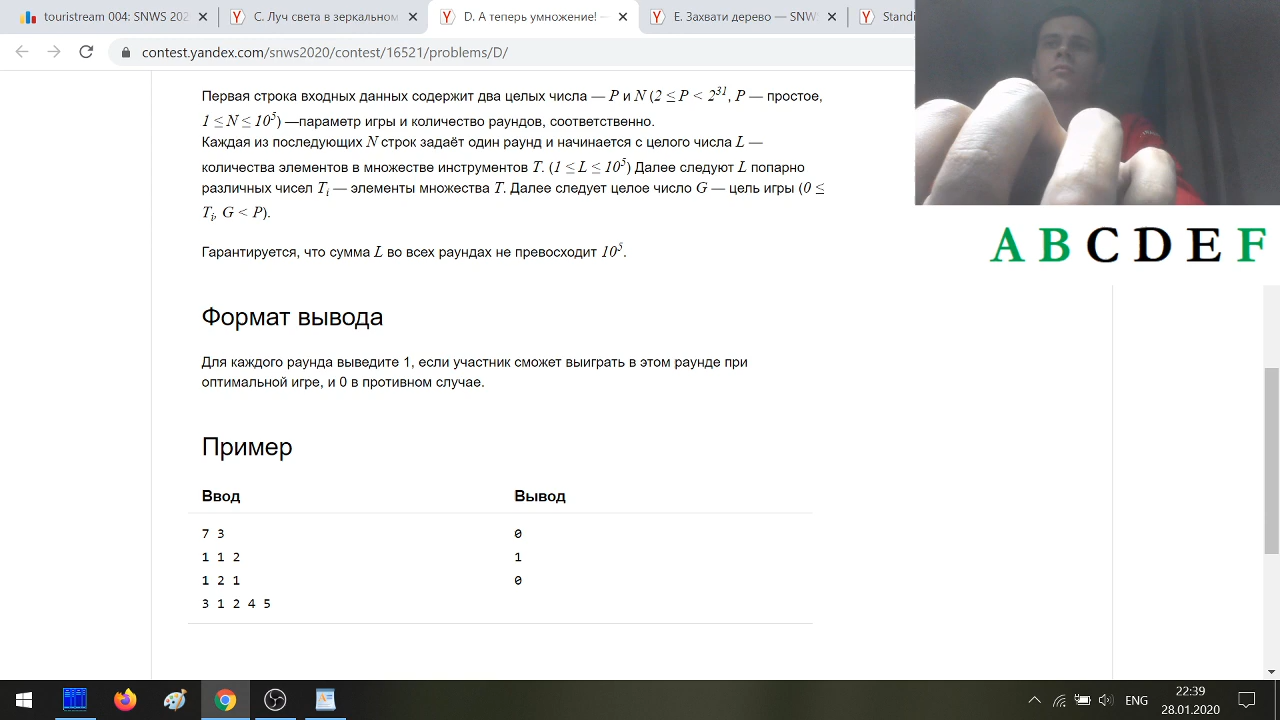 touristream 004: SNWS 202
C. Луч света в зеркальном
D. А теперь умножение! —
E. Захвати дерево — SNW
Standi
contest.yandex.com/snws2020/contest/16521/problems/D/
Первая строка входных данных содержит два целых числа — P и N (2 ≤ P < 2^31, P — простое,
1 ≤ N ≤ 10^5) —параметр игры и количество раундов, соответственно.
Каждая из последующих N строк задаёт один раунд и начинается с целого числа L —
количества элементов в множестве инструментов T. (1 ≤ L ≤ 10^5) Далее следуют L попарно
различных чисел T_i — элементы множества T. Далее следует целое число G — цель игры (0 ≤
T_i, G < P).
Гарантируется, что сумма L во всех раундах не превосходит 10^5.
Формат вывода
Для каждого раунда выведите 1, если участник сможет выиграть в этом раунде при
оптимальной игре, и 0 в противном случае.
Пример
Ввод Вывод
7 3 0
1 1 2 1
1 2 1 0
3 1 2 4 5
A B C D E F
ENG
22:39
28.01.2020